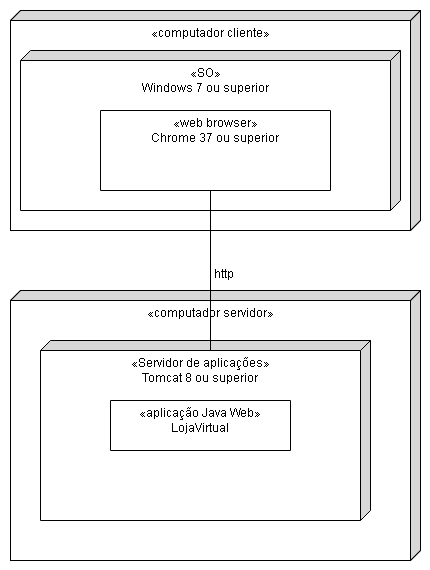 «computador cliente»
«SO»
Windows 7 ou superior
«web browser»
Chrome 37 ou superior
http
«computador servidor»
«Servidor de aplicações»
Tomcat 8 ou superior
«aplicação Java Web»
LojaVirtual